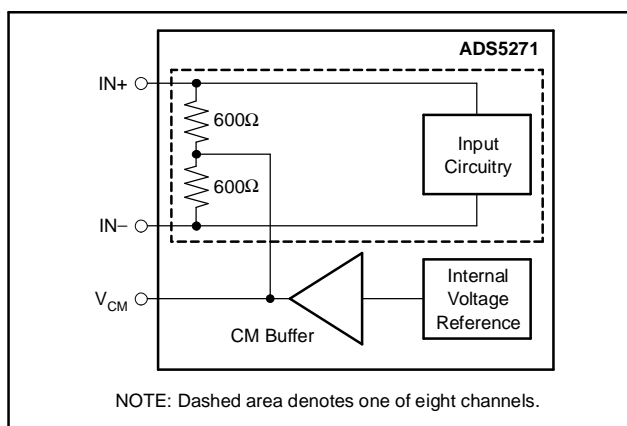 ADS5271
IN+
600Ω
Input
Circuitry
600Ω
IN−
Internal
Voltage
Reference
VCM
CM Buffer
NOTE: Dashed area denotes one of eight channels.